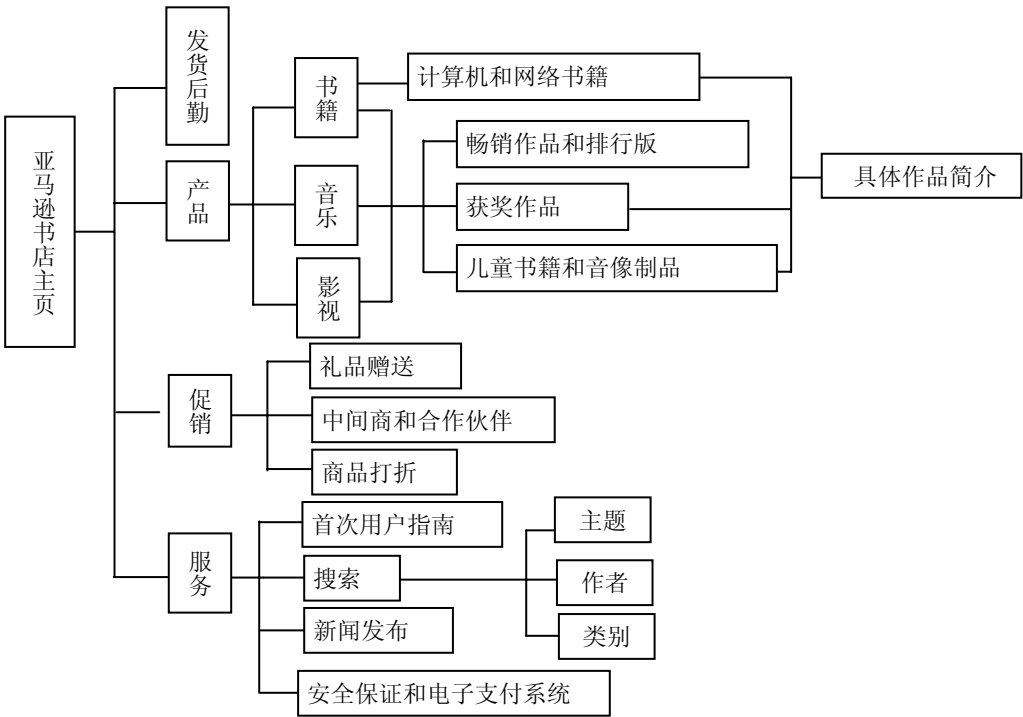 亚马逊书店主页
发货后勤
产品
书籍
音乐
影视
计算机和网络书籍
畅销作品和排行版
获奖作品
儿童书籍和音像制品
具体作品简介
促销
礼品赠送
中间商和合作伙伴
商品打折
服务
首次用户指南
搜索
新闻发布
安全保证和电子支付系统
主题
作者
类别